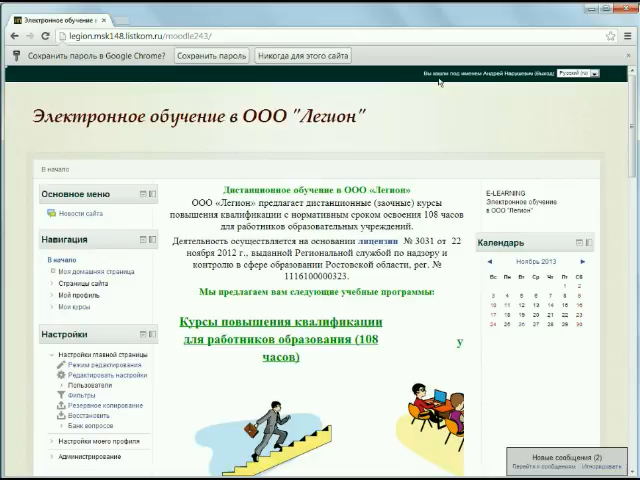 Электронное обучение
legion.msk148.listkom.ru/moodle243/
Сохранить пароль в Google Chrome?
Сохранить пароль
Никогда для этого сайта
Вы зашли под именем Андрей Нарушевич (Выход)
Русский (ru)
Электронное обучение в ООО "Легион"
В начало
Основное меню
Новости сайта
Навигация
В начало
Моя домашняя страница
Страницы сайта
Мой профиль
Мои курсы
Настройки
Настройки главной страницы
Режим редактирования
Редактировать настройки
Пользователи
Фильтры
Резервное копирование
Восстановить
Банк вопросов
Настройки моего профиля
Администрирование
Дистанционное обучение в ООО «Легион»
ООО «Легион» предлагает дистанционные (заочные) курсы
повышения квалификации с нормативным сроком освоения 108 часов
для работников образовательных учреждений.
Деятельность осуществляется на основании лицензии № 3031 от 22
ноября 2012 г., выданной Региональной службой по надзору и
контролю в сфере образования Ростовской области, рег. №
1116100000323.
Мы предлагаем вам следующие учебные программы:
Курсы повышения квалификации
для работников образования (108
часов)
у
E-LEARNING
Электронное обучение
в ООО "Легион"
Календарь
Ноябрь 2013
Вс Пн Вт Ср Чт Пт Сб
1 2
3 4 5 6 7 8 9
10 11 12 13 14 15 16
17 18 19 20 21 22 23
24 25 26 27 28 29 30
Новые сообщения (2)
Перейти к сообщениям Игнорировать